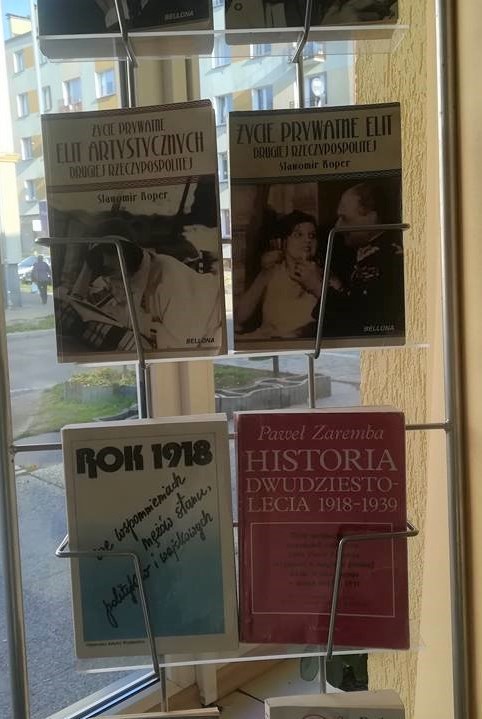 BELLONA
ŻYCIE PRYWATNE
ELIT ARTYSTYCZNYCH
DRUGIEJ RZECZYPOSPOLITEJ
Sławomir Koper
BELLONA
ŻYCIE PRYWATNE ELIT
DRUGIEJ RZECZYPOSPOLITEJ
Sławomir Koper
BELLONA
ROK 1918
we wspomnieniach
mężów stanu,
polityków i wojskowych
Paweł Zaremba
HISTORIA
DWUDZIESTO-
LECIA 1918-1939